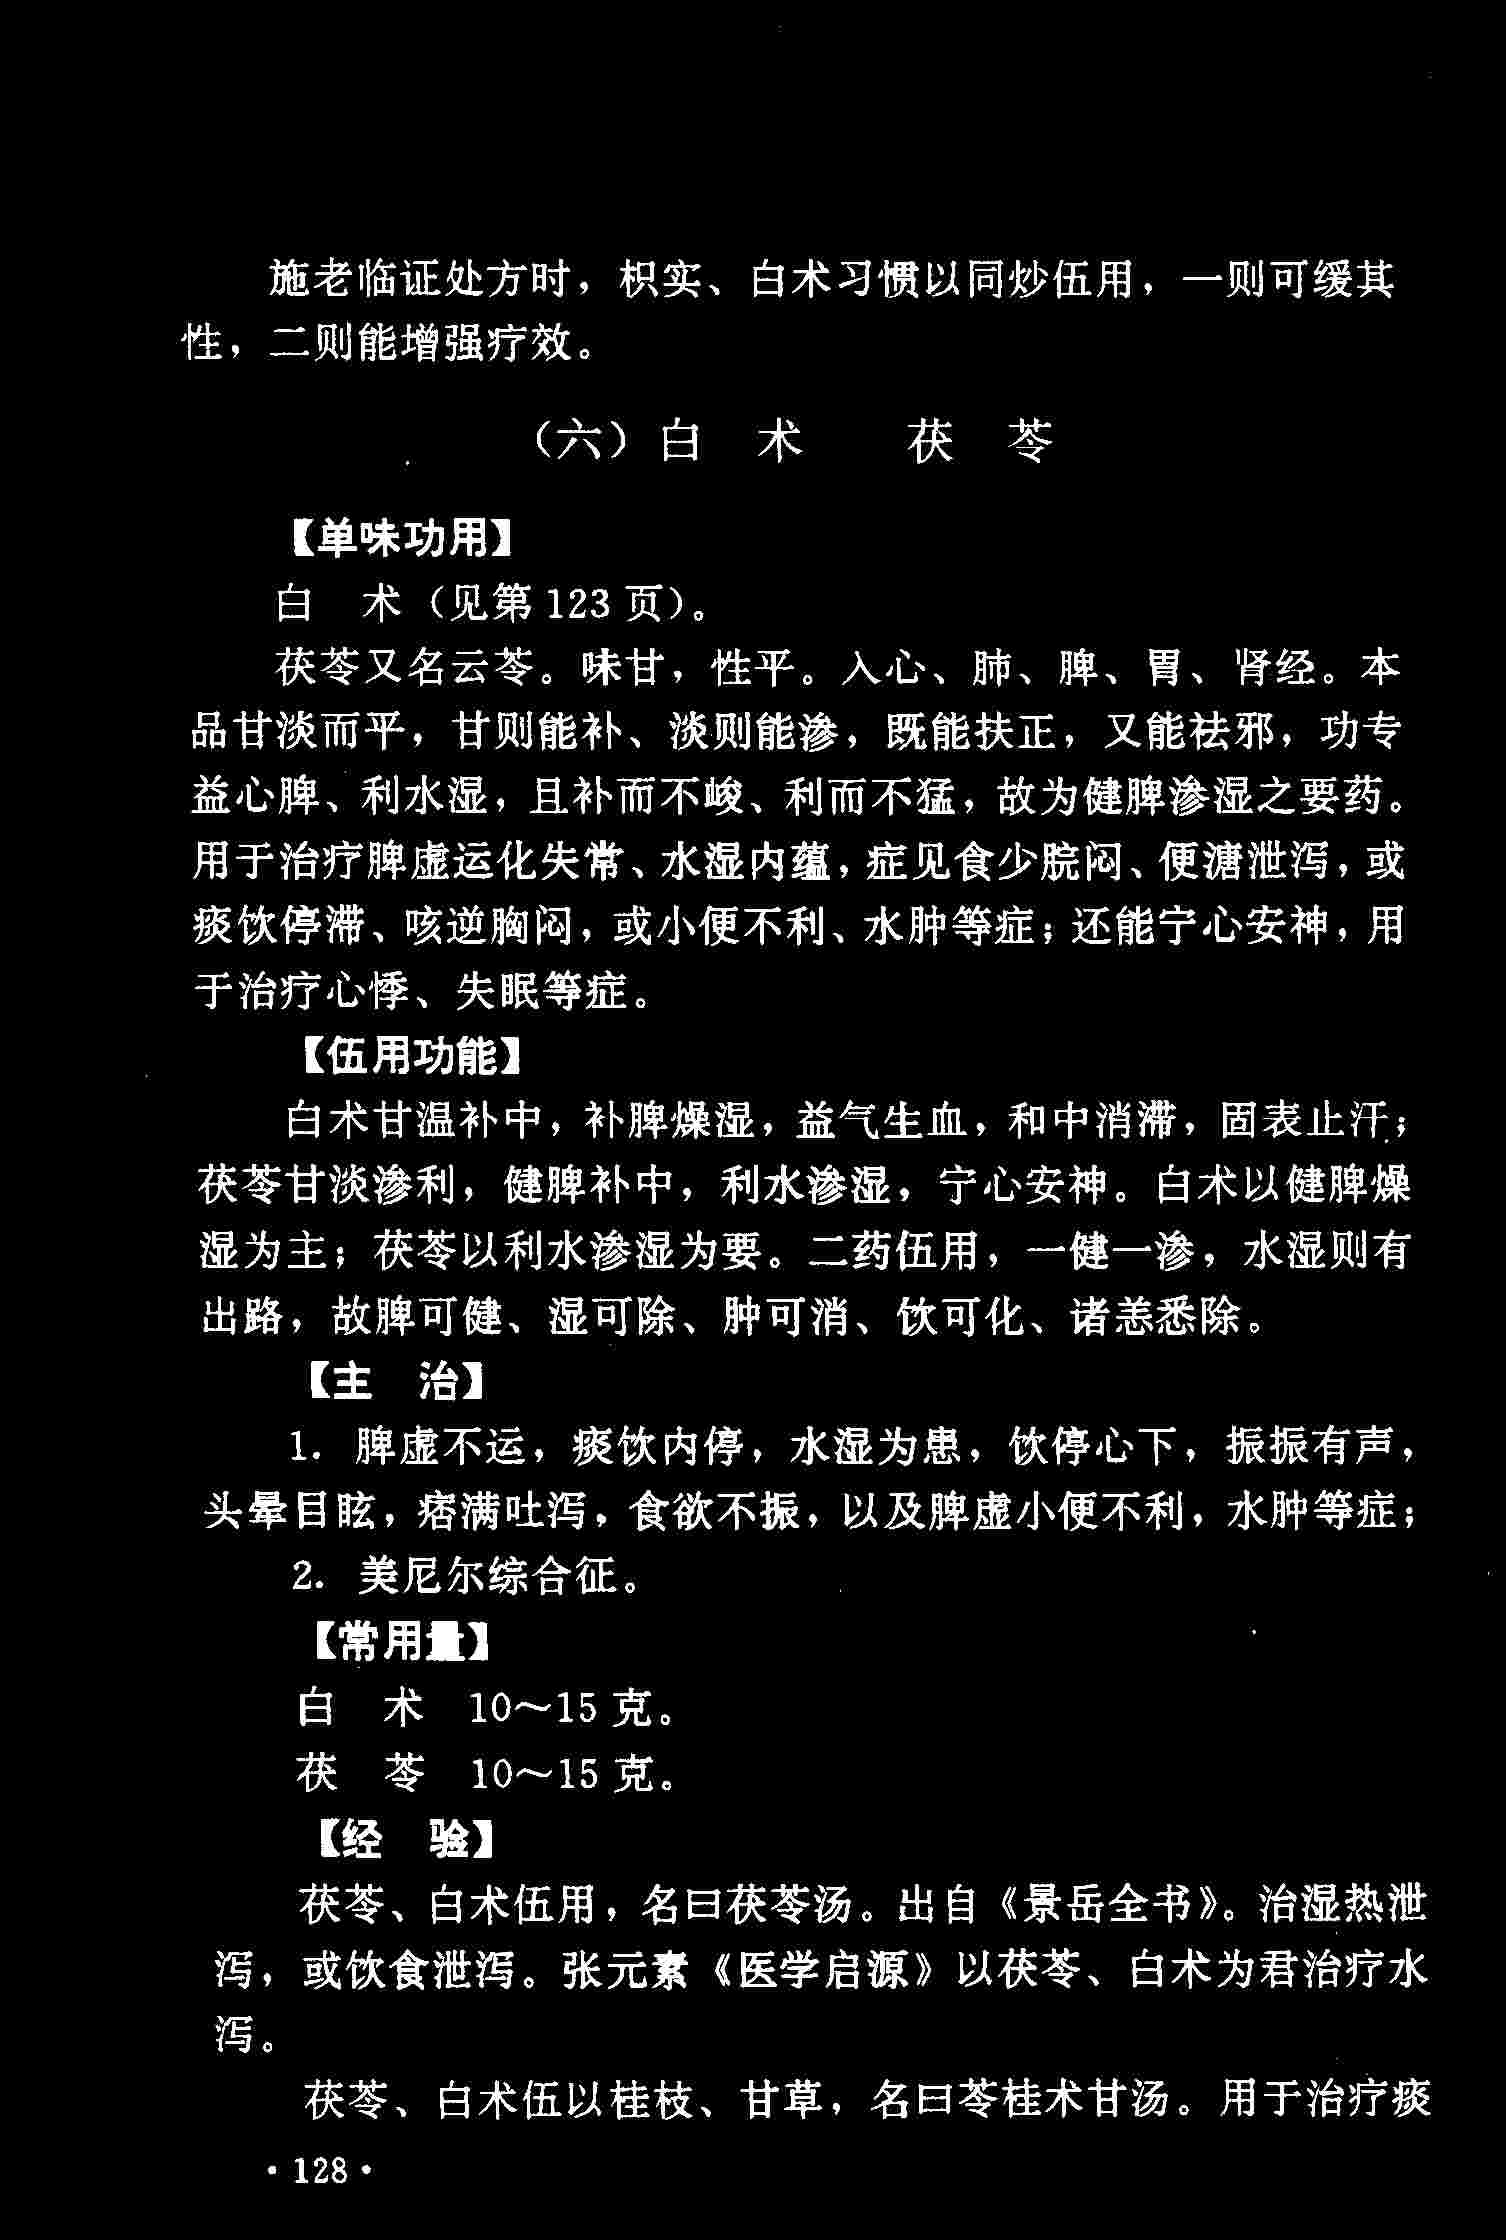 施老临证处方时，枳实、白术习惯以同炒伍用，一则可缓其
性，二则能增强疗效。
（六）白　术　　茯　苓
【单味功用】
白　术（见第 123 页）。
茯苓又名云苓。味甘，性平。入心、肺、脾、胃、肾经。本
品甘淡而平，甘则能补、淡则能渗，既能扶正，又能祛邪，功专
益心脾、利水湿，且补而不峻、利而不猛，故为健脾渗湿之要药。
用于治疗脾虚运化失常、水湿内蕴，症见食少脘闷、便溏泄泻，或
痰饮停滞、咳逆胸闷，或小便不利、水肿等症；还能宁心安神，用
于治疗心悸、失眠等症。
【伍用功能】
白术甘温补中，补脾燥湿，益气生血，和中消滞，固表止汗；
茯苓甘淡渗利，健脾补中，利水渗湿，宁心安神。白术以健脾燥
湿为主；茯苓以利水渗湿为要。二药伍用，一健一渗，水湿则有
出路，故脾可健、湿可除、肿可消、饮可化、诸恙悉除。
【主　治】
1. 脾虚不运，痰饮内停，水湿为患，饮停心下，振振有声，
头晕目眩，痞满吐泻，食欲不振，以及脾虚小便不利，水肿等症；
2. 美尼尔综合征。
【常用量】
白　术　10～15 克。
茯　苓　10～15 克。
【经　验】
茯苓、白术伍用，名曰茯苓汤。出自《景岳全书》。治湿热泄
泻，或饮食泄泻。张元素《医学启源》以茯苓、白术为君治疗水
泻。
茯苓、白术伍以桂枝、甘草，名曰苓桂术甘汤。用于治疗痰
· 128 ·